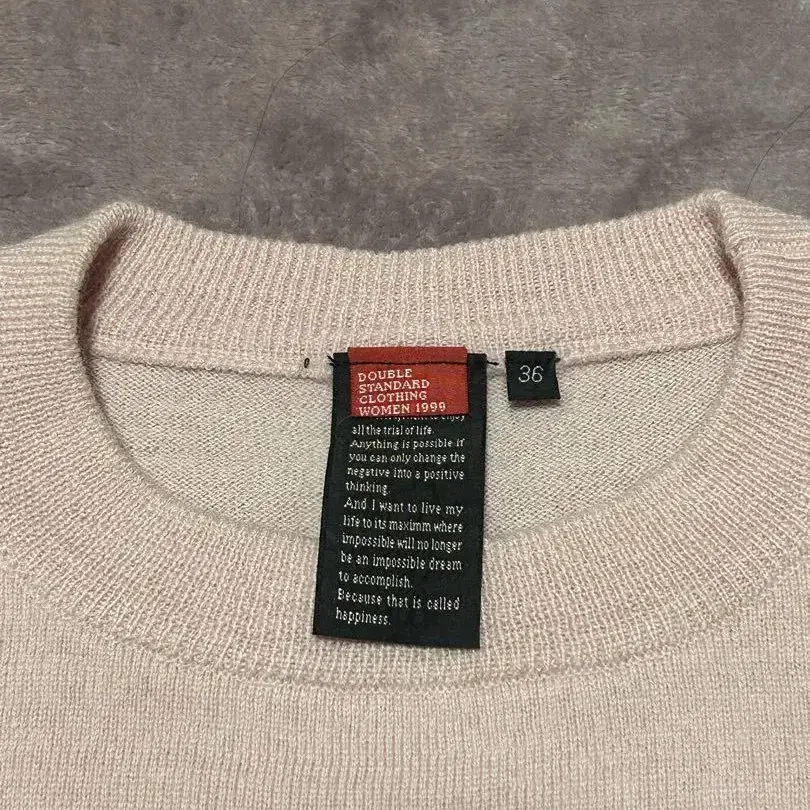 DOUBLE
STANDARD
CLOTHING
WOMEN 1999
36
enjoy
all the trial of life.
Anything is possible if
you can only change the
negative into a positive
thinking.
And I want to live my
life to its maximm where
impossible will no longer
be an impossible dream
to accomplish.
Because that is called
happiness.